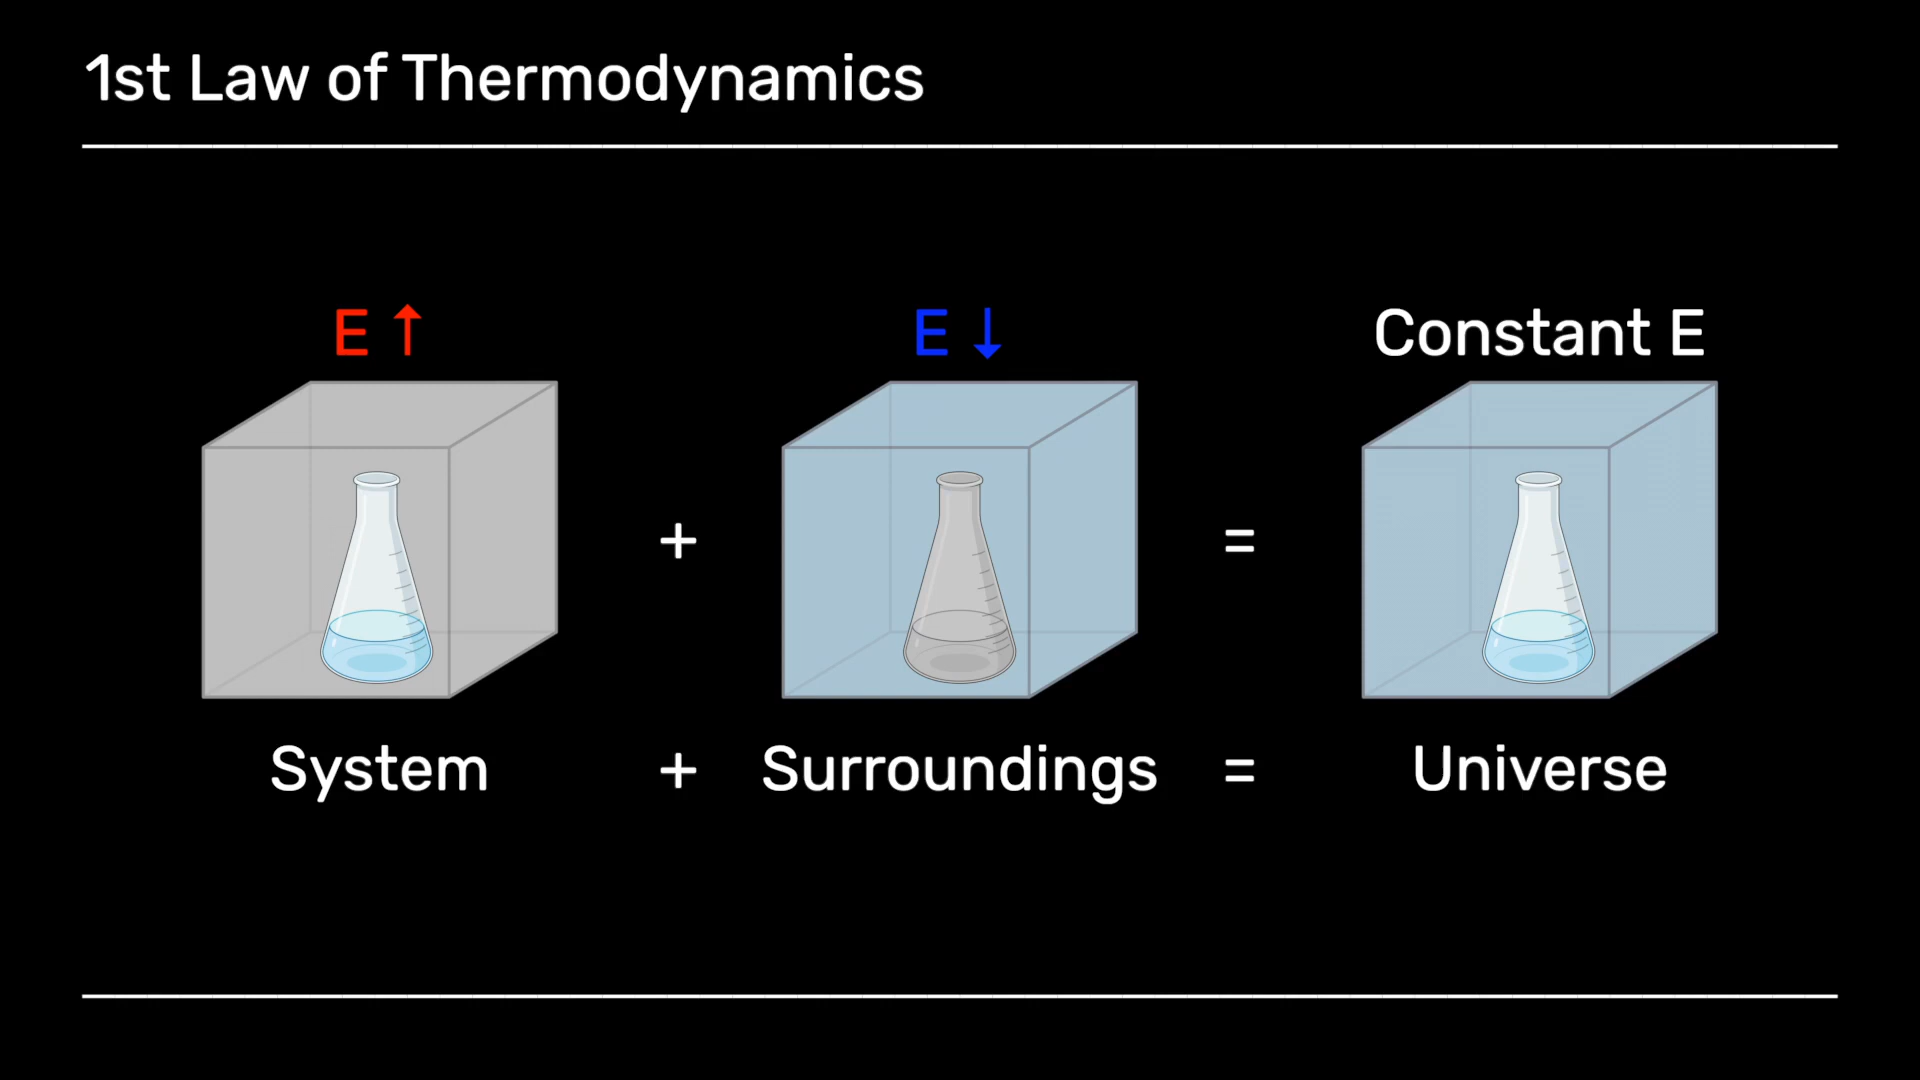 1st Law of Thermodynamics
E ↑ E ↓ Constant E
+ =
System + Surroundings = Universe